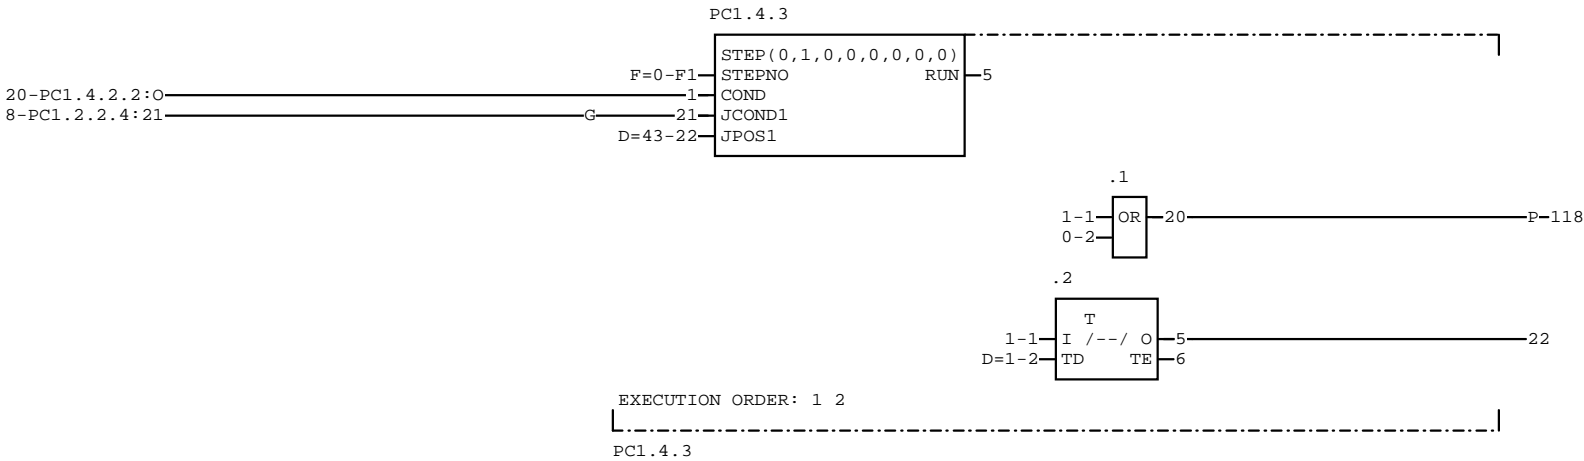 PC1.4.3
STEP(0,1,0,0,0,0,0,0)
F=0-F1 STEPNO RUN 5
20-PC1.4.2.2:O 1 COND
8-PC1.2.2.4:21 G 21 JCOND1
D=43-22 JPOS1
.1
1-1 OR 20 P-118
0-2
.2
T
1-1 I /--/ O 5 22
D=1-2 TD TE 6
EXECUTION ORDER: 1 2
PC1.4.3